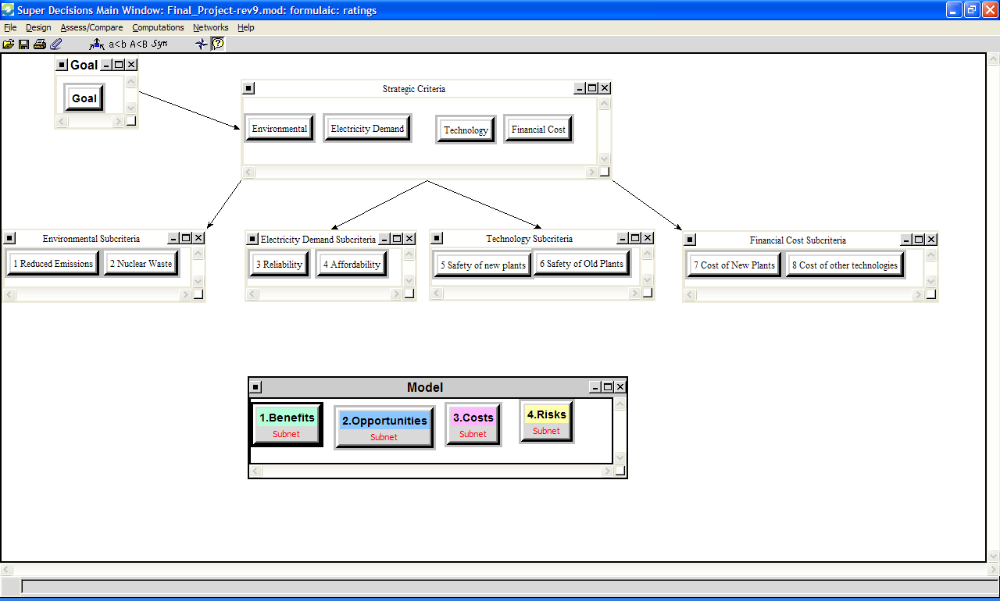 Super Decisions Main Window: Final_Project-rev9.mod: formulaic: ratings
File Design Assess/Compare Computations Networks Help
a<b A<B Syn
Goal
Goal
Strategic Criteria
Environmental Electricity Demand Technology Financial Cost
Environmental Subcriteria
1 Reduced Emissions 2 Nuclear Waste
Electricity Demand Subcriteria
3 Reliability 4 Affordability
Technology Subcriteria
5 Safety of new plants 6 Safety of Old Plants
Financial Cost Subcriteria
7 Cost of New Plants 8 Cost of other technologies
Model
1.Benefits
Subnet
2.Opportunities
Subnet
3.Costs
Subnet
4.Risks
Subnet